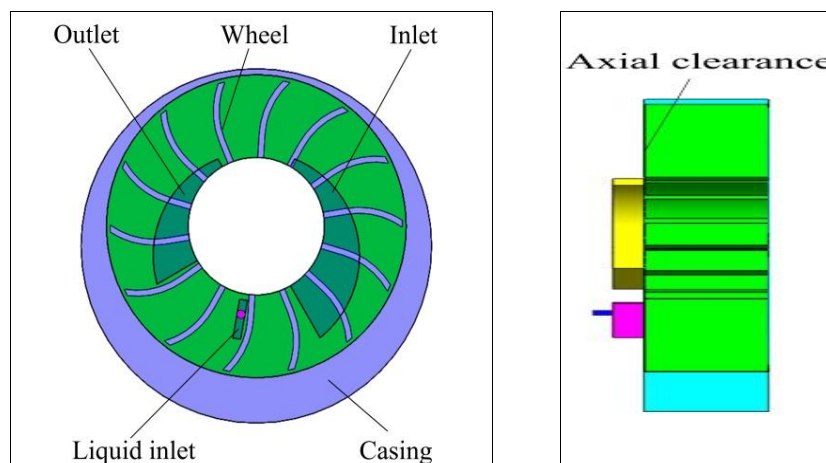 Outlet
Wheel
Inlet
Axial clearance
Liquid inlet
Casing